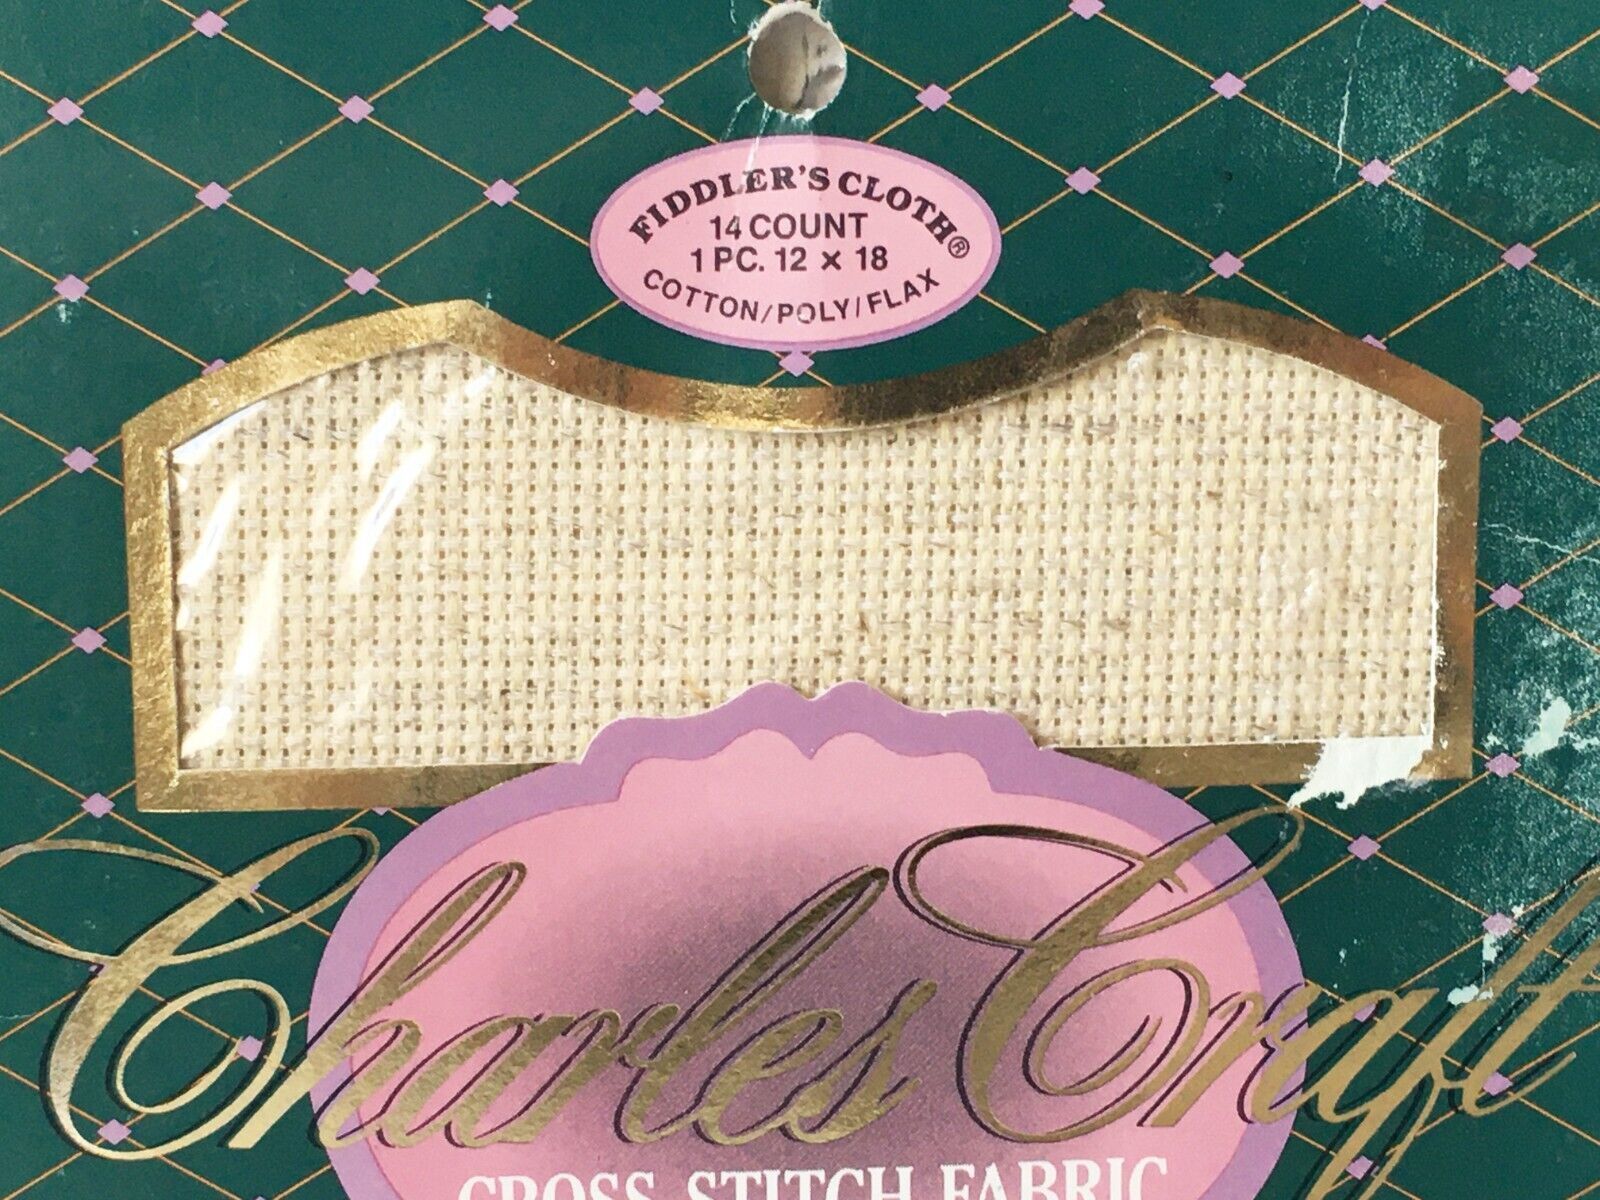 FIDDLER'S CLOTH®
14 COUNT
1 PC. 12 x 18
COTTON/POLY/FLAX
Charles Craft
CROSS STITCH FABRIC